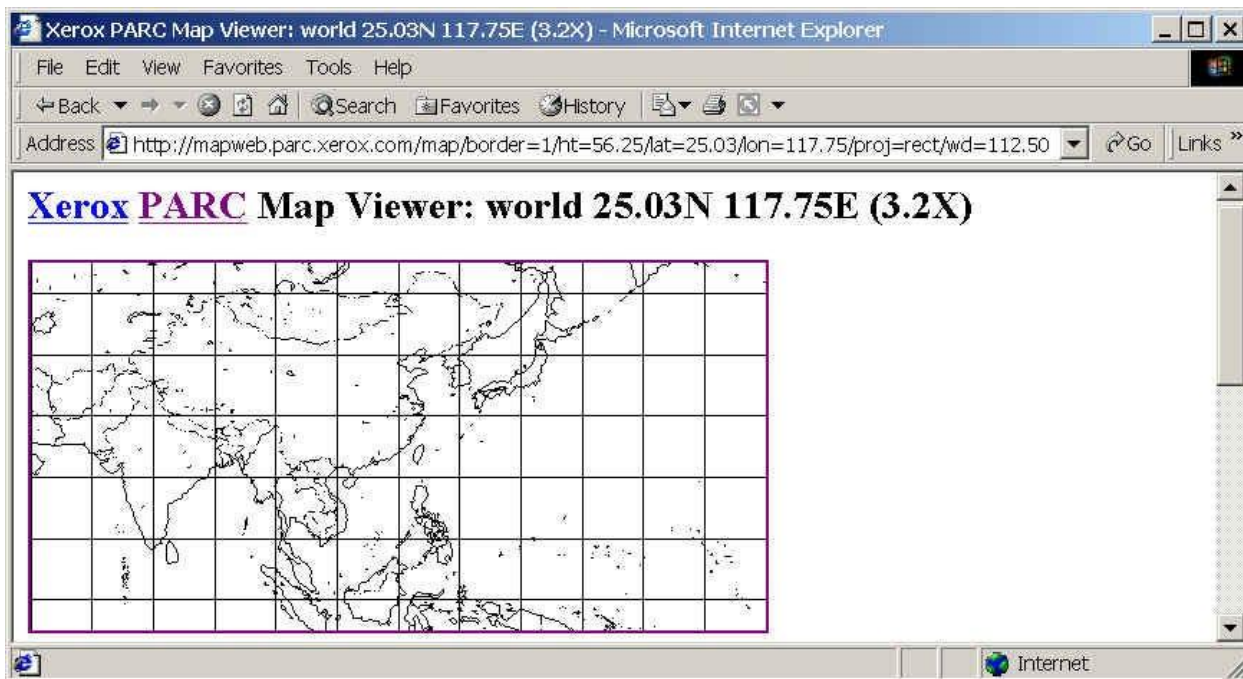 Xerox PARC Map Viewer: world 25.03N 117.75E (3.2X) - Microsoft Internet Explorer
File Edit View Favorites Tools Help
Back Search Favorites History
Address http://mapweb.parc.xerox.com/map/border=1/ht=56.25/lat=25.03/lon=117.75/proj=rect/wd=112.50 Go Links »
Xerox PARC Map Viewer: world 25.03N 117.75E (3.2X)
Internet